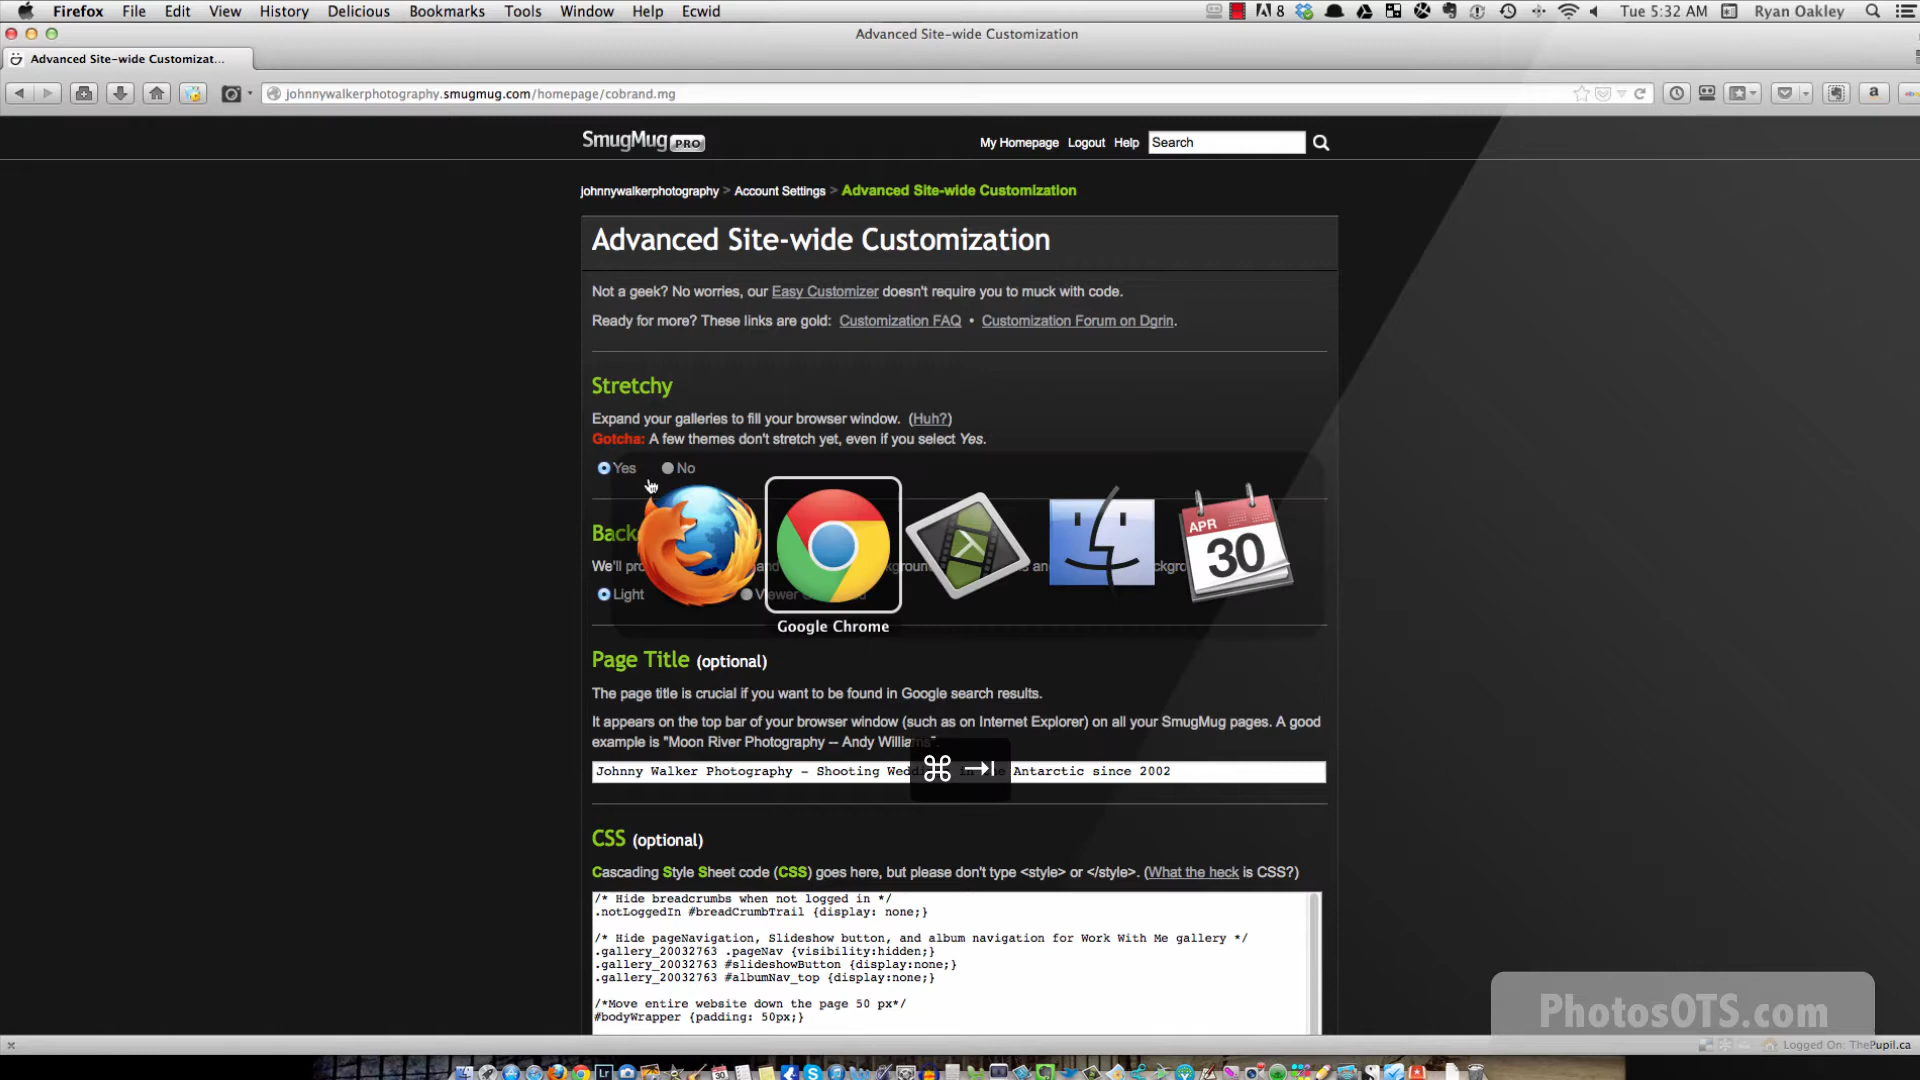 Firefox File Edit View History Delicious Bookmarks Tools Window Help Ecwid
8 Tue 5:32 AM Ryan Oakley
Advanced Site-wide Customization
Advanced Site-wide Customizat...
johnnywalkerphotography.smugmug.com/homepage/cobrand.mg
SmugMug PRO
My Homepage Logout Help Search
johnnywalkerphotography > Account Settings > Advanced Site-wide Customization
Advanced Site-wide Customization
Not a geek? No worries, our Easy Customizer doesn't require you to muck with code.
Ready for more? These links are gold: Customization FAQ • Customization Forum on Dgrin.
Stretchy
Expand your galleries to fill your browser window. (Huh?)
Gotcha: A few themes don't stretch yet, even if you select Yes.
Yes No
APR
30
We'll
Light Viewer
Google Chrome
Page Title (optional)
The page title is crucial if you want to be found in Google search results.
It appears on the top bar of your browser window (such as on Internet Explorer) on all your SmugMug pages. A good
example is "Moon River Photography -- Andy Williams".
Johnny Walker Photography - Shooting in the Antarctic since 2002
⌘ ⇥
CSS (optional)
Cascading Style Sheet code (CSS) goes here, but please don't type <style> or </style>. (What the heck is CSS?)
/* Hide breadcrumbs when not logged in */
.notLoggedIn #breadCrumbTrail {display: none;}
/* Hide pageNavigation, Slideshow button, and album navigation for Work With Me gallery */
.gallery_20032763 .pageNav {visibility:hidden;}
.gallery_20032763 #slideshowButton {display:none;}
.gallery_20032763 #albumNav_top {display:none;}
/*Move entire website down the page 50 px*/
#bodyWrapper {padding: 50px;}
PhotosOTS.com
Logged On: ThePupil.ca